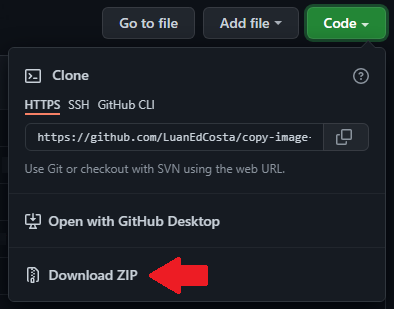 Go to file
Add file
Code
Clone
HTTPS SSH GitHub CLI
https://github.com/LuanEdCosta/copy-image-
Use Git or checkout with SVN using the web URL.
Open with GitHub Desktop
Download ZIP